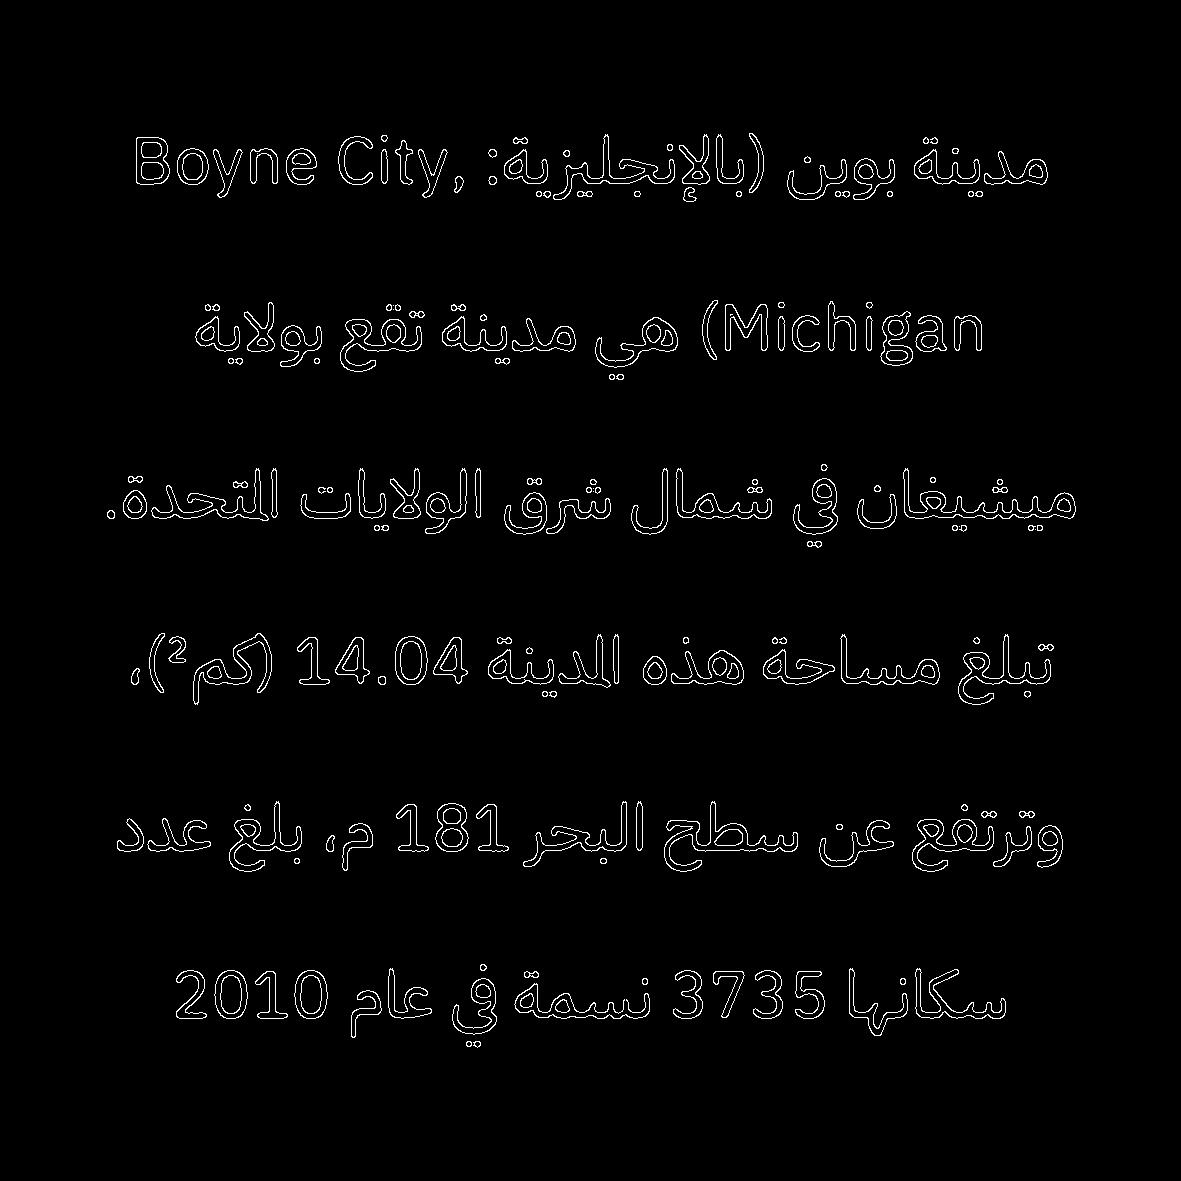 مدينة بوين (بالإنجليزية: Boyne City,
Michigan) هي مدينة تقع بولاية
ميشيغان في شمال شرق الولايات المتحدة.
تبلغ مساحة هذه المدينة 14.04 (كم²)،
وترتفع عن سطح البحر 181 م، بلغ عدد
سكانها 3735 نسمة في عام 2010